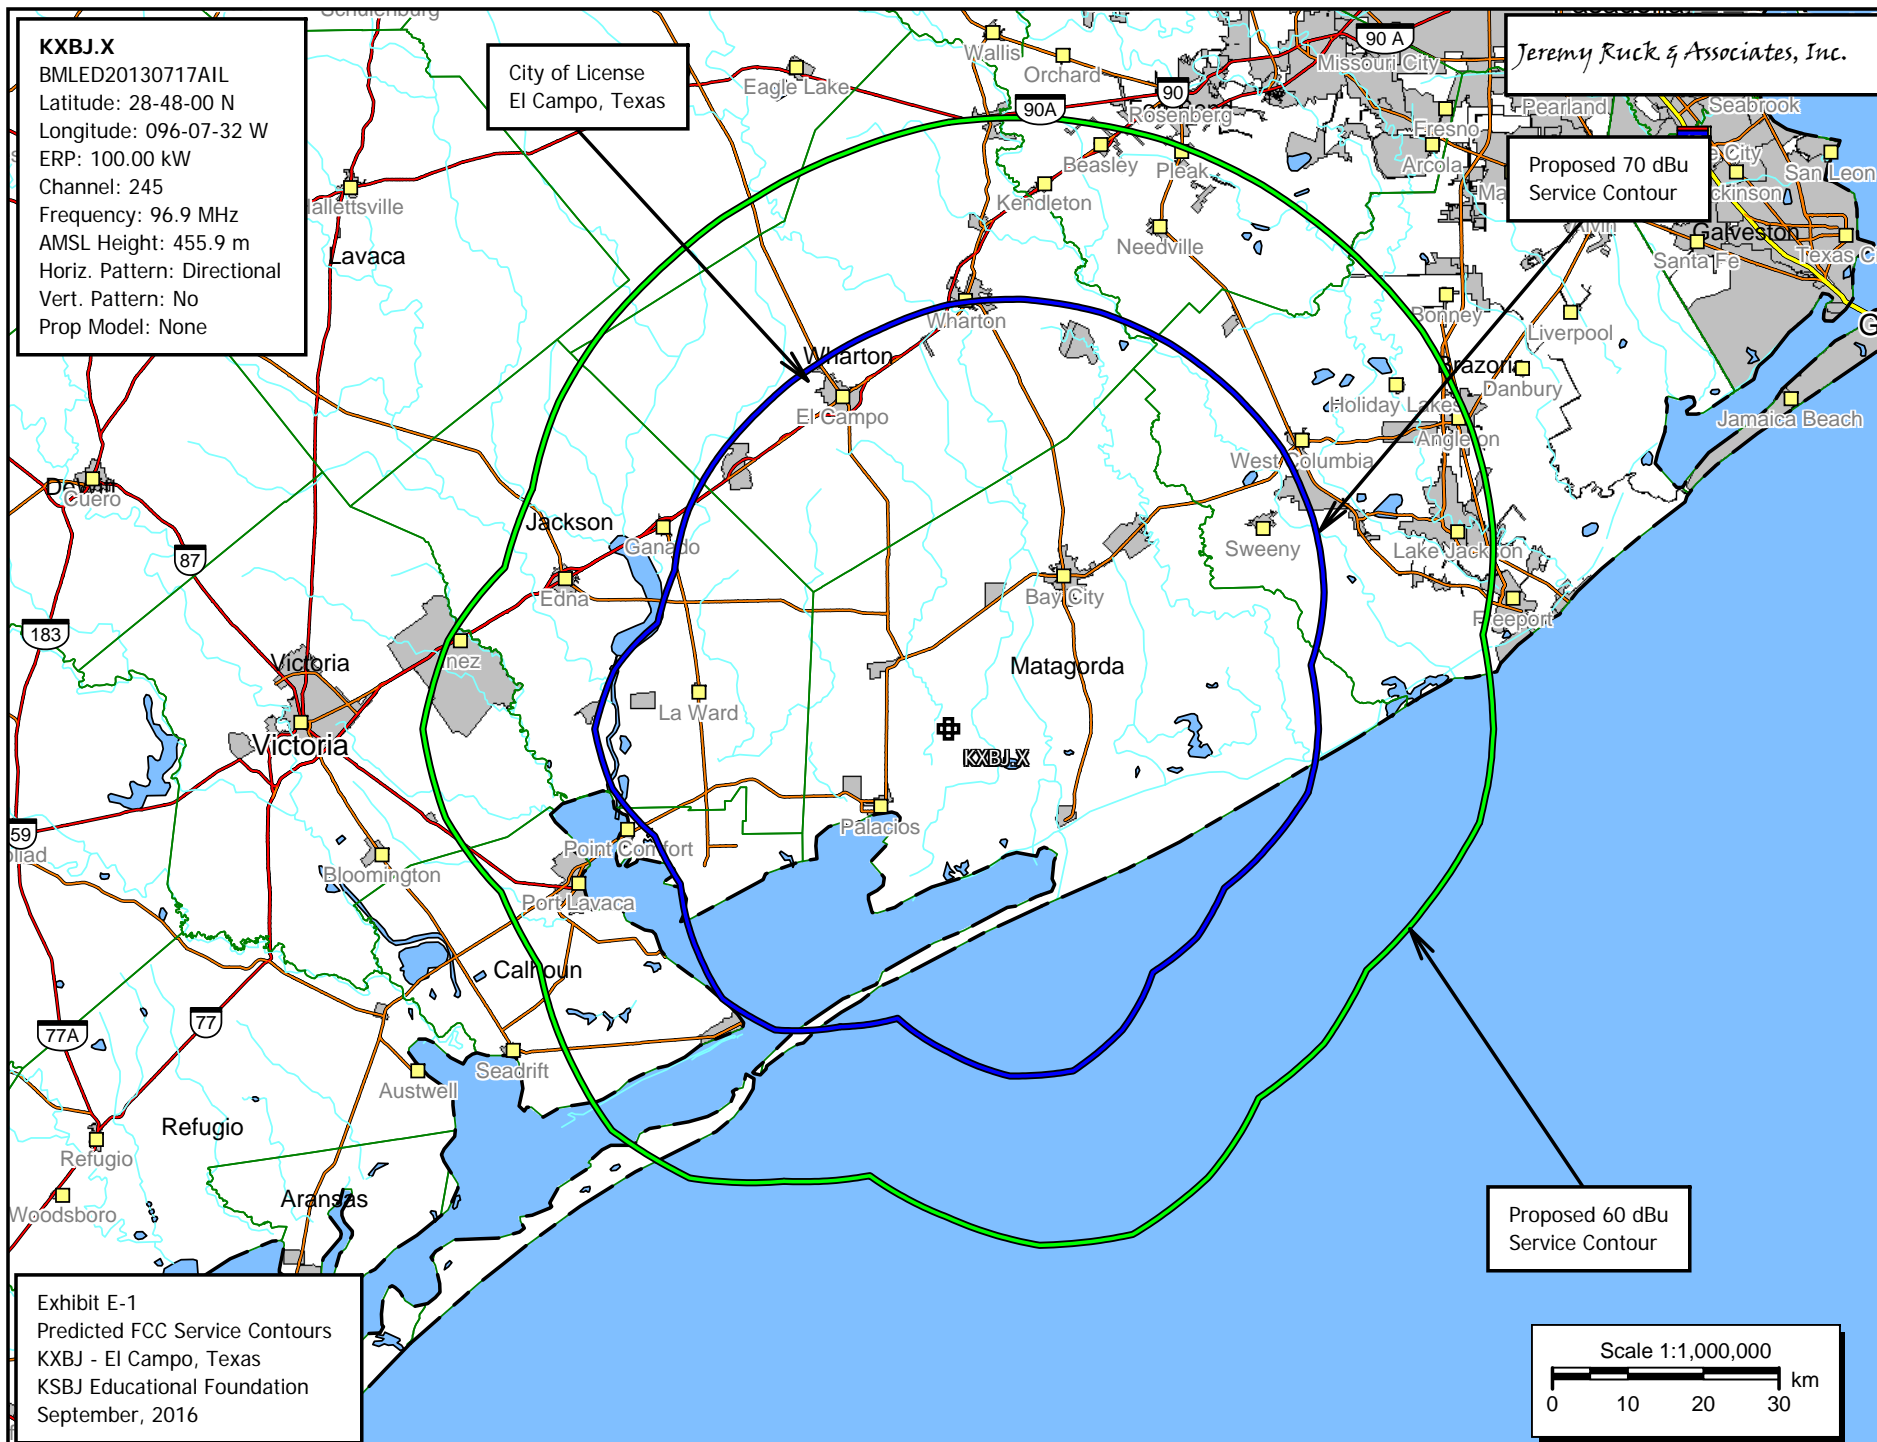 KXBJ.X
BMLED20130717AIL
Latitude: 28-48-00 N
Longitude: 096-07-32 W
ERP: 100.00 kW
Channel: 245
Frequency: 96.9 MHz
AMSL Height: 455.9 m
Horiz. Pattern: Directional
Vert. Pattern: No
Prop Model: None
City of License
El Campo, Texas
Jeremy Ruck & Associates, Inc.
Proposed 70 dBu
Service Contour
Wallis
Orchard
Eagle Lake
90 A
Missouri City
90
90A
Rosenberg
Pearland
Seabrook
Fresno
Arcola
Beasley
Pleak
Kendleton
Needville
San Leon
Galveston
Santa Fe
Lavaca
Wharton
Bonney
Liverpool
Wharton
El Campo
Danbury
Holiday Lakes
Angleton
Jamaica Beach
West Columbia
Cuero
Jackson
Ganado
Sweeny
Lake Jackson
87
Edna
Bay City
Freeport
183
Victoria
Matagorda
La Ward
Victoria
KXBJ.X
59
Palacios
Point Comfort
Bloomington
Port Lavaca
Calhoun
77A
77
Seadrift
Austwell
Refugio
Refugio
Aransas
Woodsboro
Proposed 60 dBu
Service Contour
Exhibit E-1
Predicted FCC Service Contours
KXBJ - El Campo, Texas
KSBJ Educational Foundation
September, 2016
Scale 1:1,000,000
km
0 10 20 30